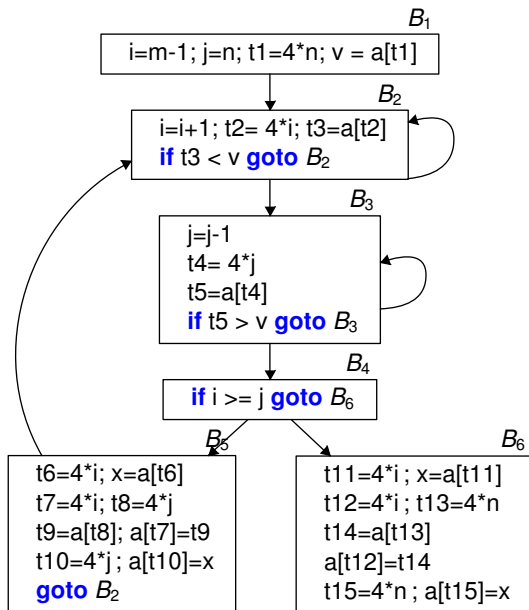 B1
i=m-1; j=n; t1=4*n; v = a[t1]
B2
i=i+1; t2= 4*i; t3=a[t2]
if t3 < v goto B2
B3
j=j-1
t4= 4*j
t5=a[t4]
if t5 > v goto B3
B4
if i >= j goto B6
B5
t6=4*i; x=a[t6]
t7=4*i; t8=4*j
t9=a[t8]; a[t7]=t9
t10=4*j; a[t10]=x
goto B2
B6
t11=4*i; x=a[t11]
t12=4*i; t13=4*n
t14=a[t13]
a[t12]=t14
t15=4*n; a[t15]=x